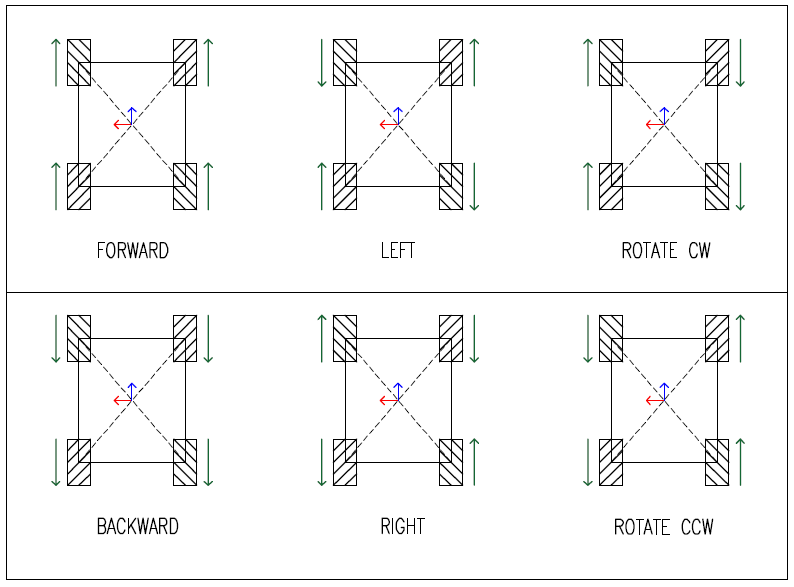 FORWARD
LEFT
ROTATE CW
BACKWARD
RIGHT
ROTATE CCW